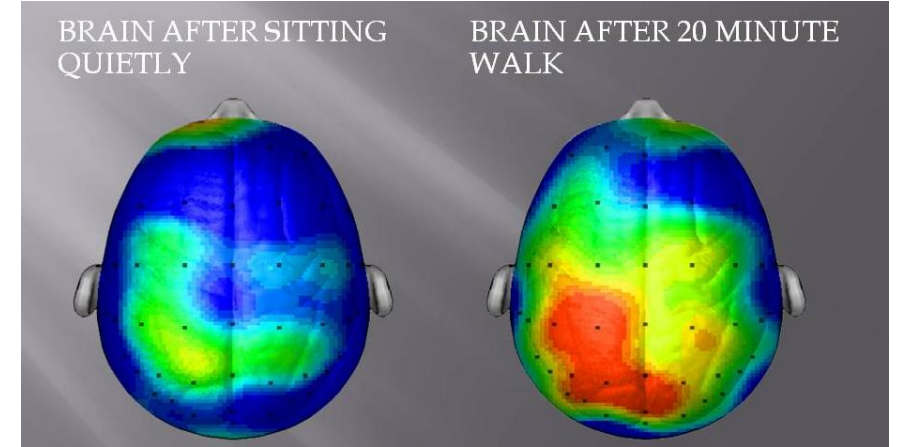 BRAIN AFTER SITTING
QUIETLY
BRAIN AFTER 20 MINUTE
WALK